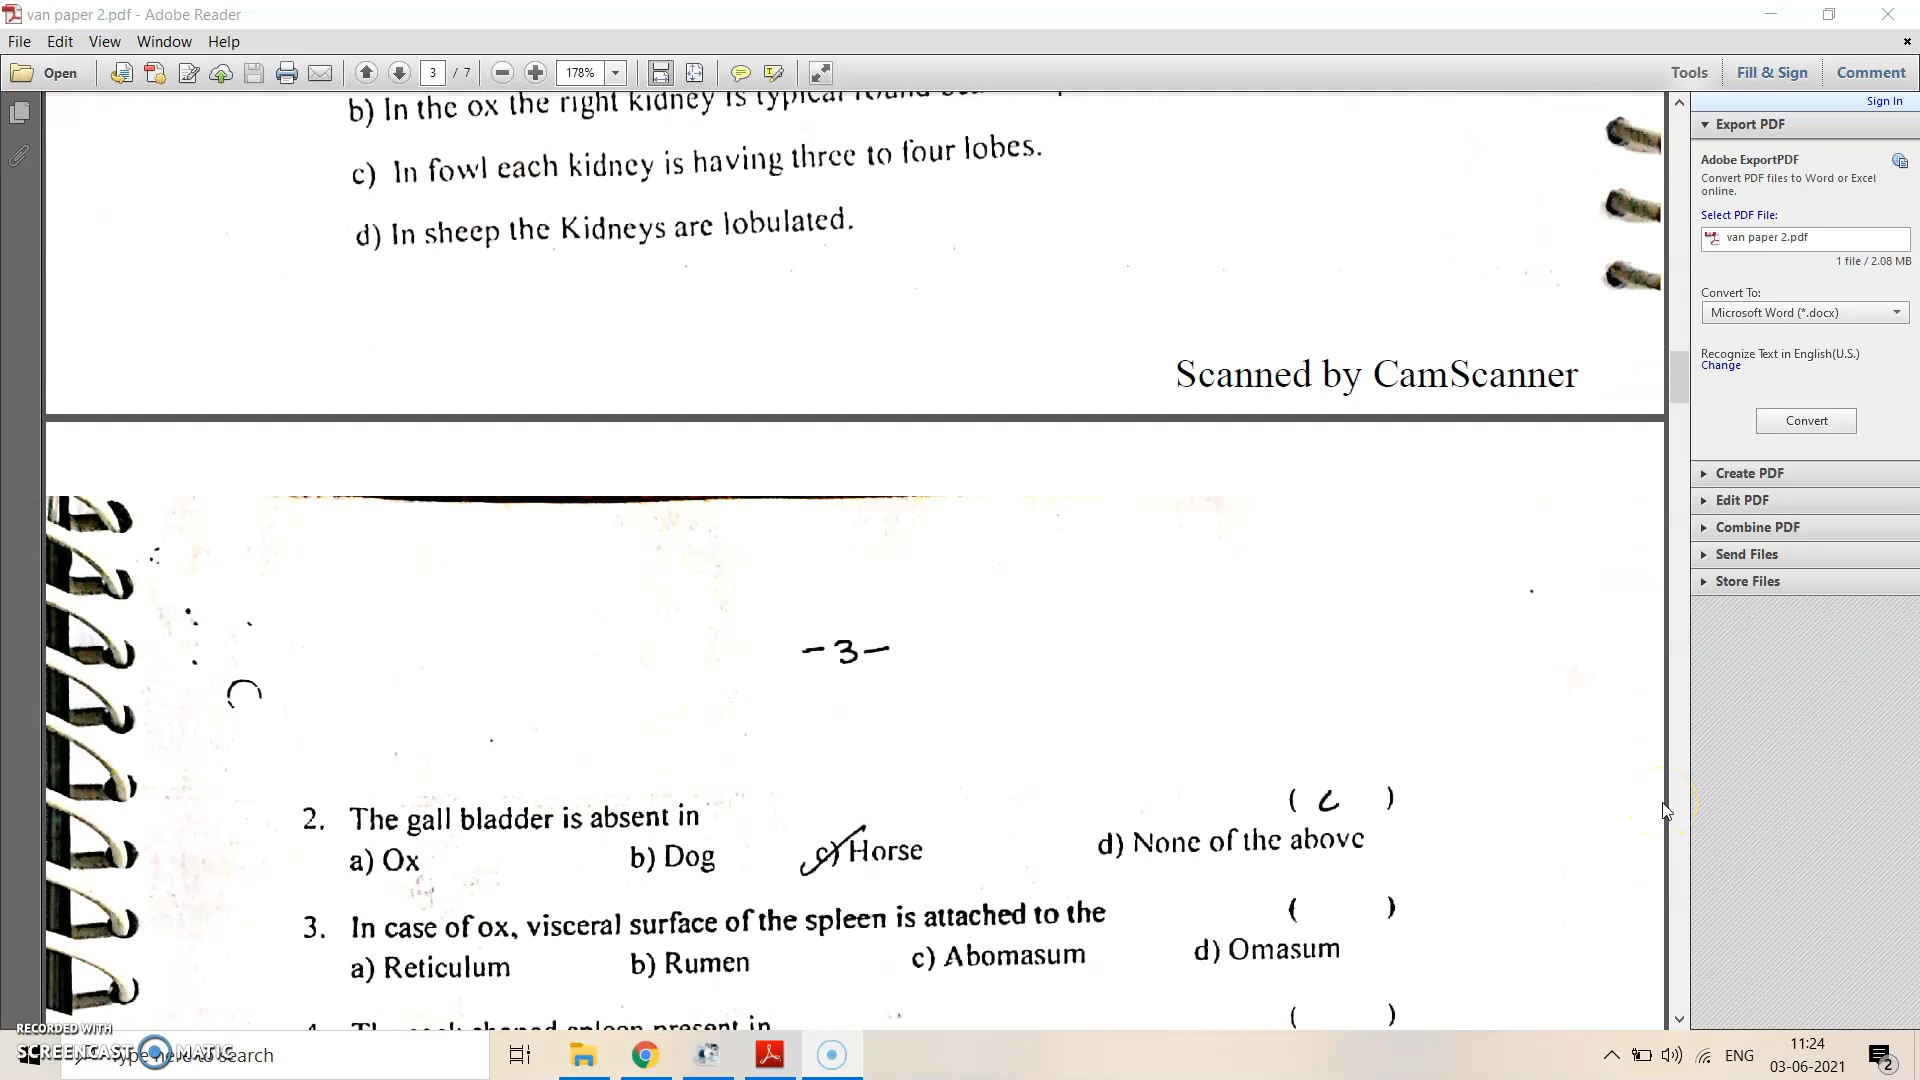 van paper 2.pdf - Adobe Reader
File Edit View Window Help
Open 3 / 7 178% Tools Fill & Sign Comment
b) In the ox the right kidney is typical round
c) In fowl each kidney is having three to four lobes.
d) In sheep the Kidneys are lobulated.
Scanned by CamScanner
-3-
2. The gall bladder is absent in ( c )
a) Ox b) Dog c) Horse d) None of the above
3. In case of ox, visceral surface of the spleen is attached to the ( )
a) Reticulum b) Rumen c) Abomasum d) Omasum
spleen present in ( )
Sign In
Export PDF
Adobe ExportPDF
Convert PDF files to Word or Excel
online.
Select PDF File:
van paper 2.pdf
1 file / 2.08 MB
Convert To:
Microsoft Word (*.docx)
Recognize Text in English(U.S.)
Change
Convert
Create PDF
Edit PDF
Combine PDF
Send Files
Store Files
RECORDED WITH
SCREENCAST MATIC
Type here to search
ENG
11:24
03-06-2021
2